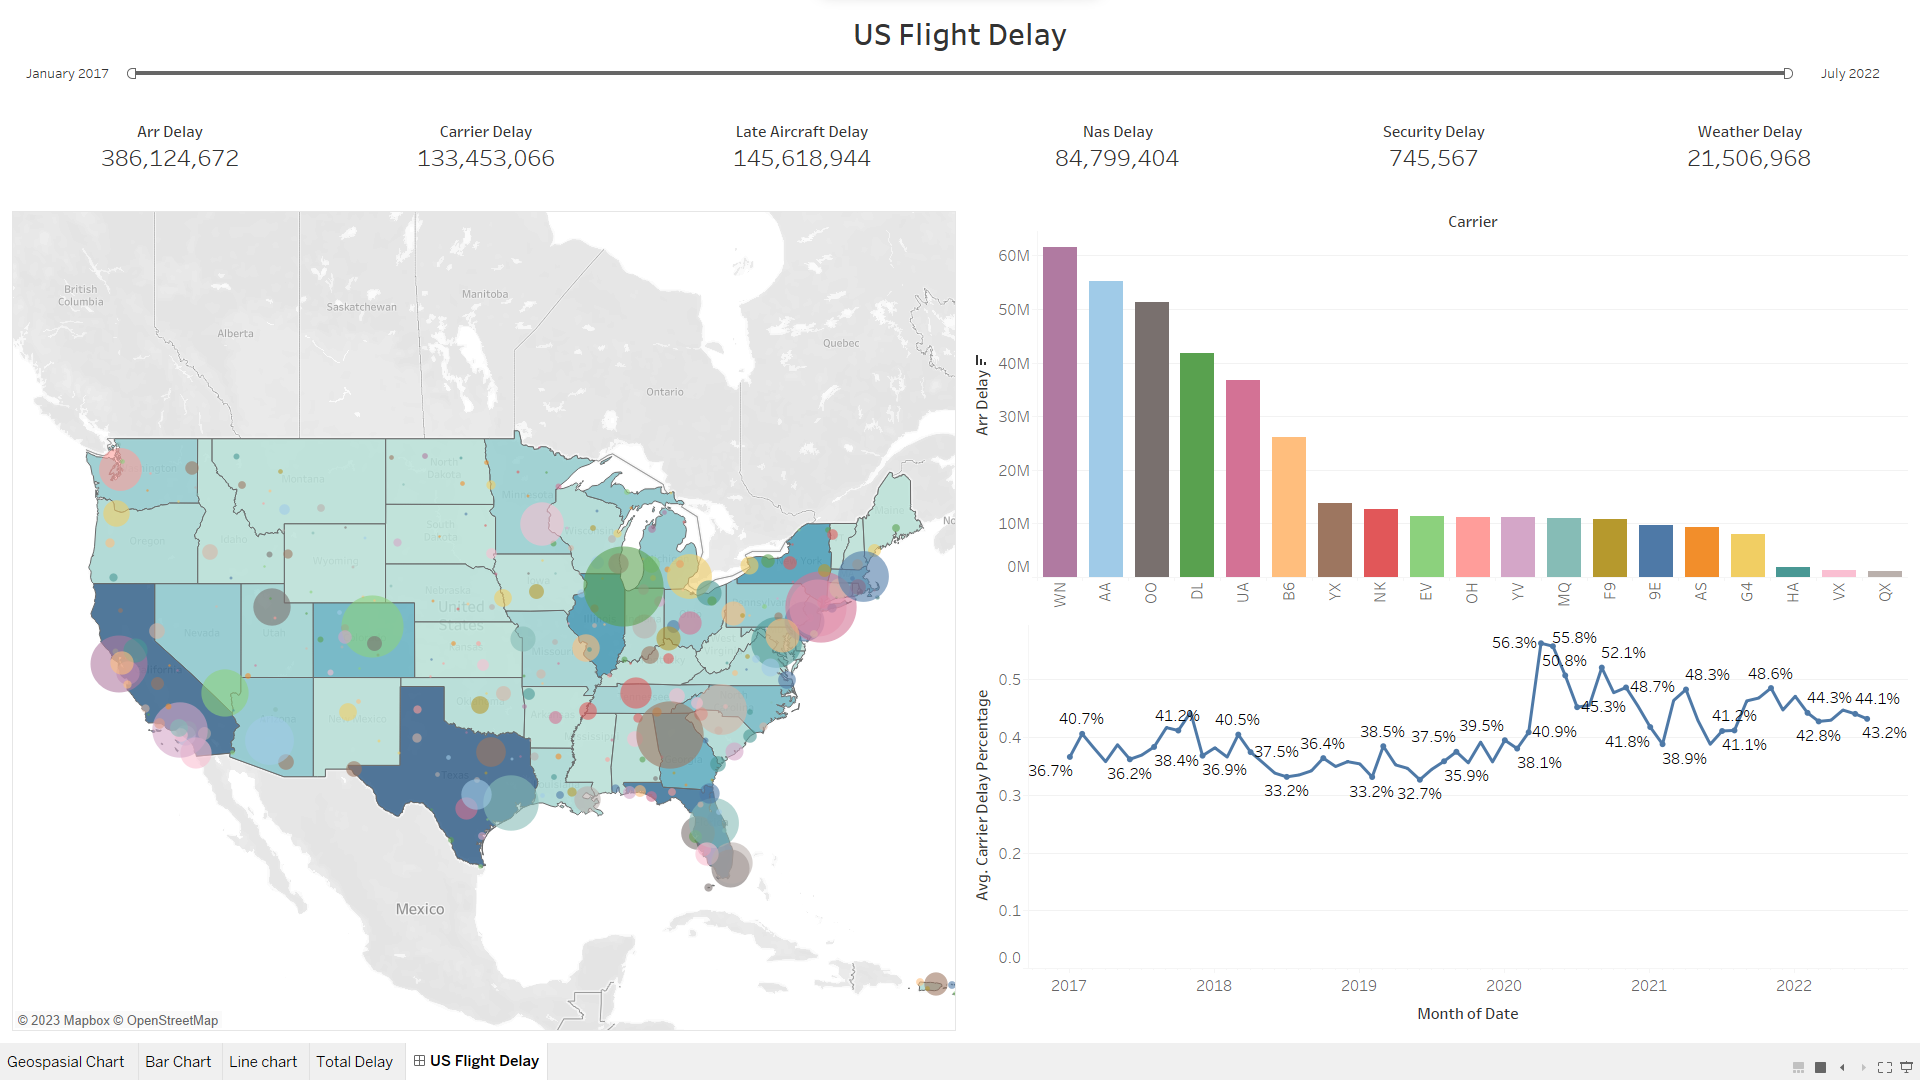 US Flight Delay
January 2017
July 2022
Arr Delay
386,124,672
Carrier Delay
133,453,066
Late Aircraft Delay
145,618,944
Nas Delay
84,799,404
Security Delay
745,567
Weather Delay
21,506,968
British
Columbia
Alberta
Saskatchewan
Manitoba
Ontario
Quebec
North
Dakota
Montana
Minnesota
South
Dakota
Oregon
Idaho
Wyoming
Iowa
Nebraska
United
States
Nevada
Utah
Missouri
New Mexico
Mexico
© 2023 Mapbox © OpenStreetMap
Carrier
Arr Delay
60M
50M
40M
30M
20M
10M
0M
WN
AA
OO
DL
UA
B6
YX
NK
EV
OH
YV
MQ
F9
9E
AS
G4
HA
VX
QX
Avg. Carrier Delay Percentage
0.5
0.4
0.3
0.2
0.1
0.0
36.7%
40.7%
36.2%
38.4%
41.2%
36.9%
40.5%
37.5%
33.2%
36.4%
33.2%
38.5%
32.7%
37.5%
35.9%
39.5%
38.1%
40.9%
56.3%
55.8%
50.8%
45.3%
52.1%
48.7%
41.8%
38.9%
48.3%
41.2%
41.1%
48.6%
42.8%
44.3%
44.1%
43.2%
2017
2018
2019
2020
2021
2022
Month of Date
Geospasial Chart
Bar Chart
Line chart
Total Delay
US Flight Delay